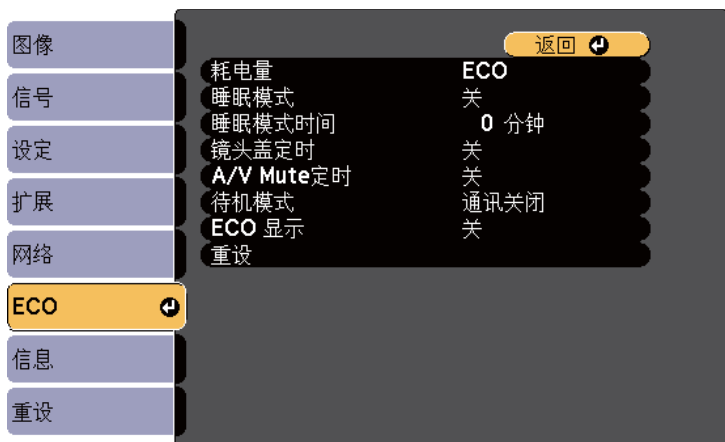 图像
信号
设定
扩展
网络
ECO
信息
重设
返回
耗电量 ECO
睡眠模式 关
睡眠模式时间 0 分钟
镜头盖定时 关
A/V Mute定时 关
待机模式 通讯关闭
ECO 显示 关
重设